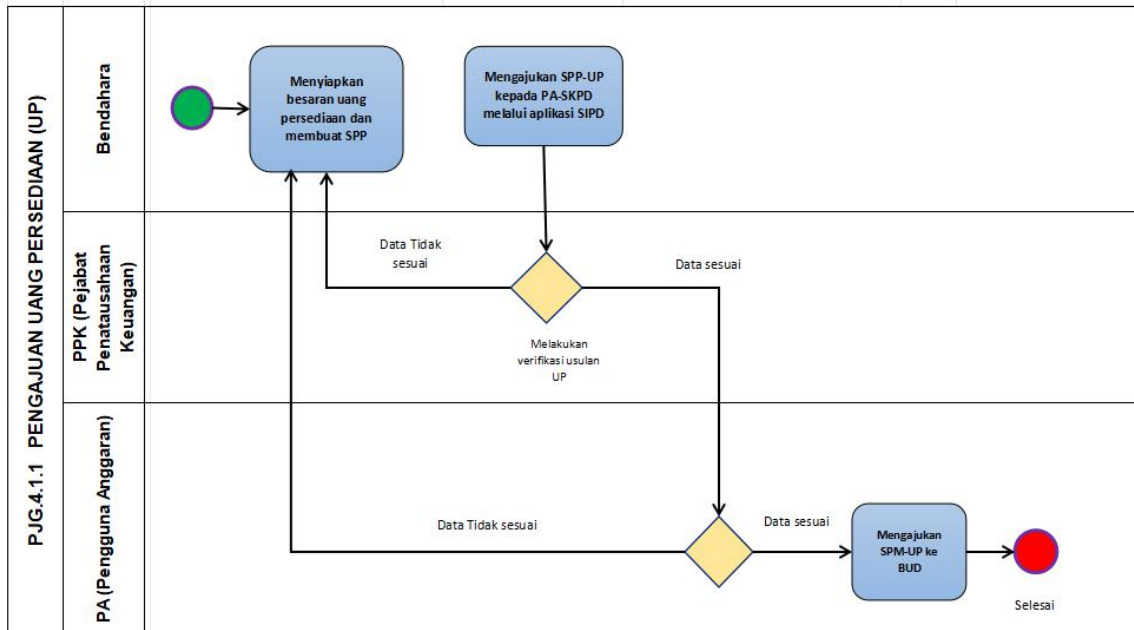 PJG.4.1.1 PENGAJUAN UANG PERSEDIAAN (UP)
Bendahara
Menyiapkan
besaran uang
persediaan dan
membuat SPP
Mengajukan SPP-UP
kepada PA-SKPD
melalui aplikasi SIPD
PPK (Pejabat
Penatausahaan
Keuangan)
Data Tidak
sesuai
Data sesuai
Melakukan
verifikasi usulan
UP
PA (Pengguna Anggaran)
Data Tidak sesuai
Data sesuai
Mengajukan
SPM-UP ke
BUD
Selesai